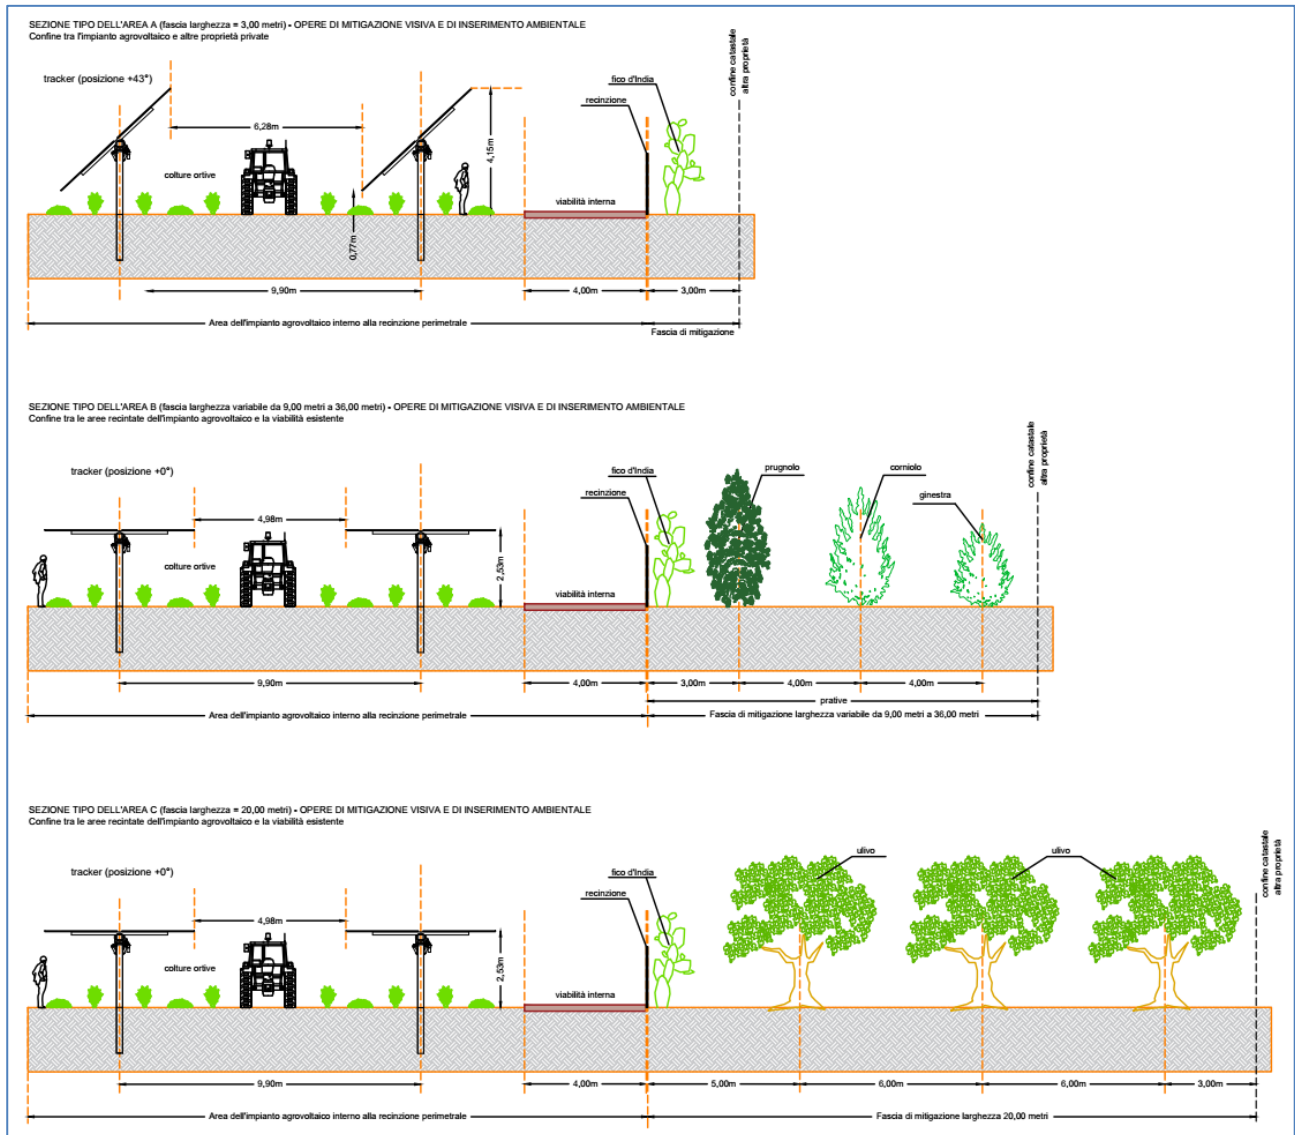 SEZIONE TIPO DELL'AREA A (fascia larghezza = 3,00 metri) - OPERE DI MITIGAZIONE VISIVA E DI INSERIMENTO AMBIENTALE
Confine tra l'impianto agrovoltaico e altre proprietà private
tracker (posizione +43°)
fico d'India
recinzione
confine catastale
altra proprietà
6,28m
4,15m
colture ortive
viabilità interna
0,77m
9,90m
4,00m
3,00m
Area dell'impianto agrovoltaico interno alla recinzione perimetrale
Fascia di mitigazione
SEZIONE TIPO DELL'AREA B (fascia larghezza variabile da 9,00 metri a 36,00 metri) - OPERE DI MITIGAZIONE VISIVA E DI INSERIMENTO AMBIENTALE
Confine tra le aree recintate dell'impianto agrovoltaico e la viabilità esistente
tracker (posizione +0°)
fico d'India
recinzione
prugnolo
corniolo
ginestra
confine catastale
altra proprietà
4,98m
2,53m
colture ortive
viabilità interna
9,90m
4,00m
3,00m
4,00m
4,00m
prative
Area dell'impianto agrovoltaico interno alla recinzione perimetrale
Fascia di mitigazione larghezza variabile da 9,00 metri a 36,00 metri
SEZIONE TIPO DELL'AREA C (fascia larghezza = 20,00 metri) - OPERE DI MITIGAZIONE VISIVA E DI INSERIMENTO AMBIENTALE
Confine tra le aree recintate dell'impianto agrovoltaico e la viabilità esistente
tracker (posizione +0°)
fico d'India
recinzione
ulivo
ulivo
confine catastale
altra proprietà
4,98m
2,53m
colture ortive
viabilità interna
9,90m
4,00m
5,00m
6,00m
6,00m
3,00m
Area dell'impianto agrovoltaico interno alla recinzione perimetrale
Fascia di mitigazione larghezza 20,00 metri